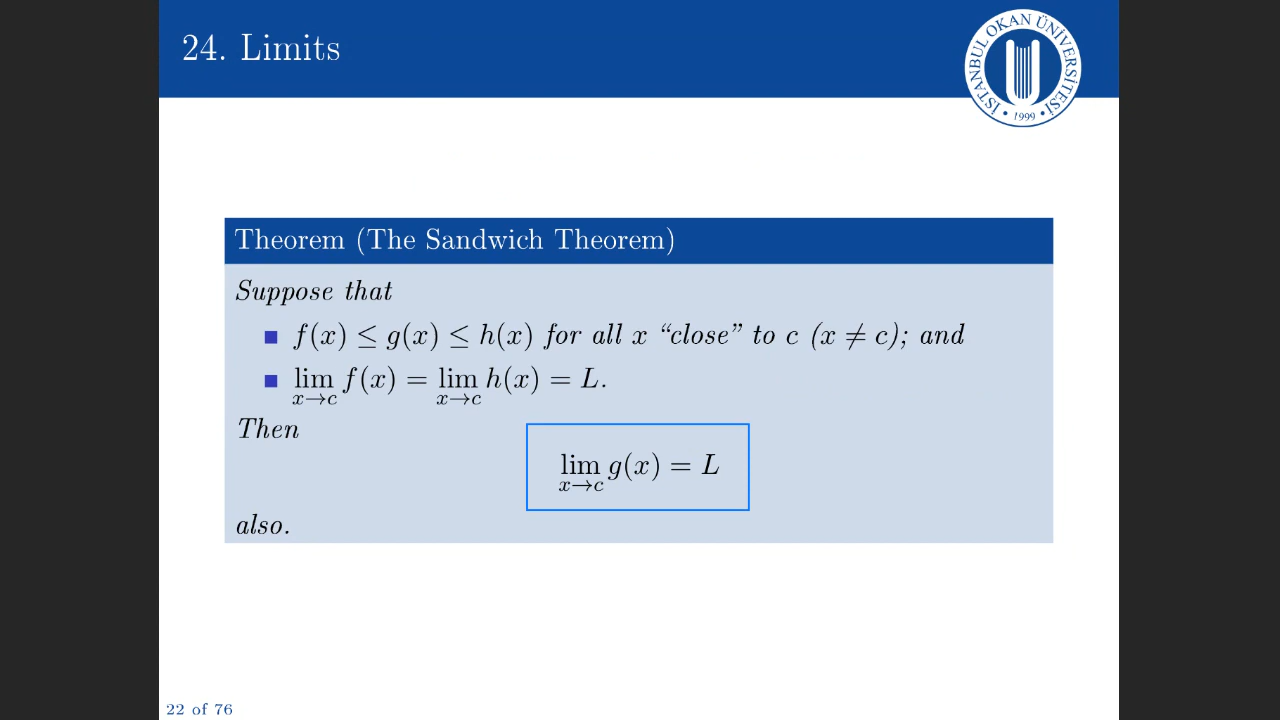 24. Limits
İSTANBUL OKAN ÜNİVERSİTESİ
• 1999 •
Theorem (The Sandwich Theorem)
Suppose that
f(x) ≤ g(x) ≤ h(x) for all x “close” to c (x ≠ c); and
lim f(x) = lim h(x) = L.
x→c x→c
Then
lim g(x) = L
x→c
also.
22 of 76